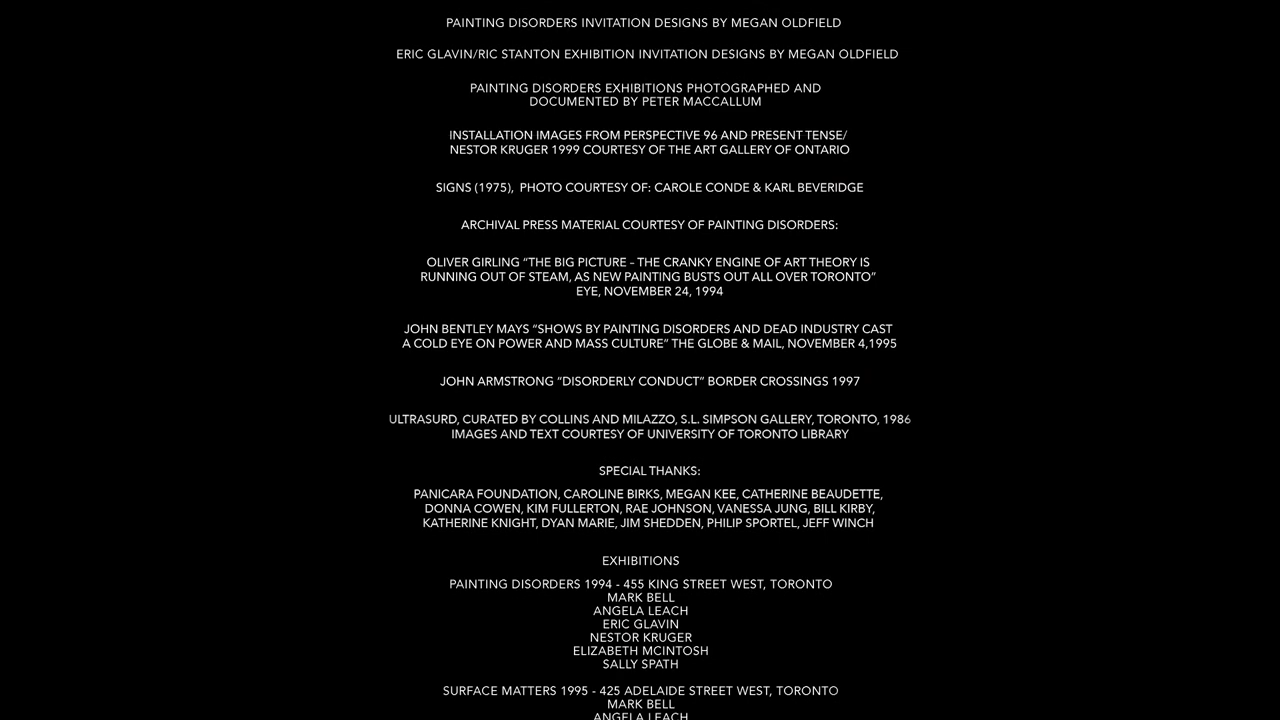 PAINTING DISORDERS INVITATION DESIGNS BY MEGAN OLDFIELD
ERIC GLAVIN/RIC STANTON EXHIBITION INVITATION DESIGNS BY MEGAN OLDFIELD
PAINTING DISORDERS EXHIBITIONS PHOTOGRAPHED AND
DOCUMENTED BY PETER MACCALLUM
INSTALLATION IMAGES FROM PERSPECTIVE 96 AND PRESENT TENSE/
NESTOR KRUGER 1999 COURTESY OF THE ART GALLERY OF ONTARIO
SIGNS (1975),  PHOTO COURTESY OF: CAROLE CONDE & KARL BEVERIDGE
ARCHIVAL PRESS MATERIAL COURTESY OF PAINTING DISORDERS:
OLIVER GIRLING “THE BIG PICTURE – THE CRANKY ENGINE OF ART THEORY IS
RUNNING OUT OF STEAM, AS NEW PAINTING BUSTS OUT ALL OVER TORONTO”
EYE, NOVEMBER 24, 1994
JOHN BENTLEY MAYS “SHOWS BY PAINTING DISORDERS AND DEAD INDUSTRY CAST
A COLD EYE ON POWER AND MASS CULTURE” THE GLOBE & MAIL, NOVEMBER 4,1995
JOHN ARMSTRONG “DISORDERLY CONDUCT” BORDER CROSSINGS 1997
ULTRASURD, CURATED BY COLLINS AND MILAZZO, S.L. SIMPSON GALLERY, TORONTO, 1986
IMAGES AND TEXT COURTESY OF UNIVERSITY OF TORONTO LIBRARY
SPECIAL THANKS:
PANICARA FOUNDATION, CAROLINE BIRKS, MEGAN KEE, CATHERINE BEAUDETTE,
DONNA COWEN, KIM FULLERTON, RAE JOHNSON, VANESSA JUNG, BILL KIRBY,
KATHERINE KNIGHT, DYAN MARIE, JIM SHEDDEN, PHILIP SPORTEL, JEFF WINCH
EXHIBITIONS
PAINTING DISORDERS 1994 - 455 KING STREET WEST, TORONTO
MARK BELL
ANGELA LEACH
ERIC GLAVIN
NESTOR KRUGER
ELIZABETH MCINTOSH
SALLY SPATH
SURFACE MATTERS 1995 - 425 ADELAIDE STREET WEST, TORONTO
MARK BELL
ANGELA LEACH